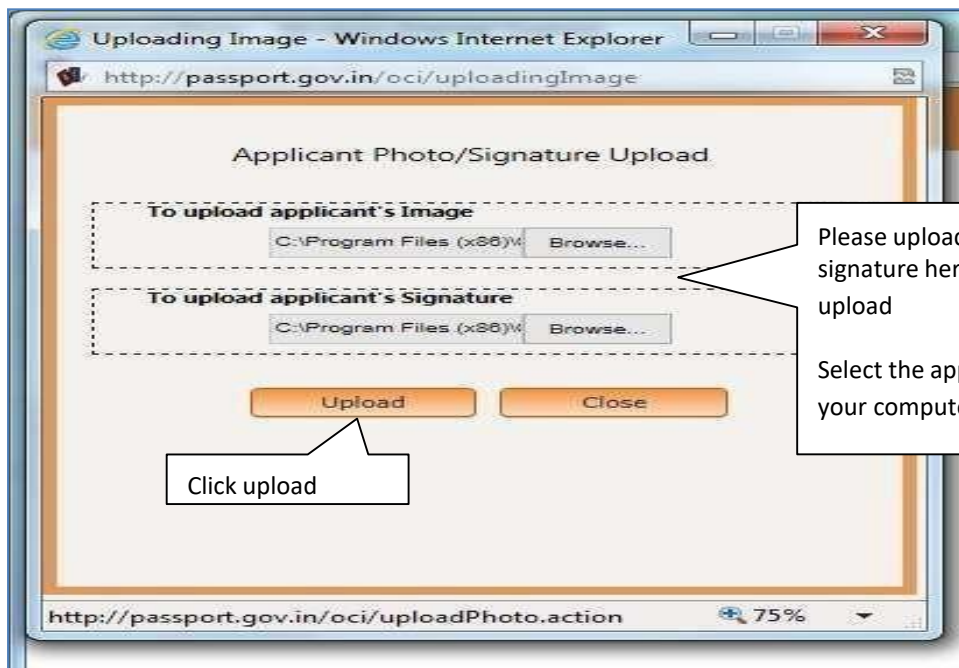 Uploading Image - Windows Internet Explorer
http://passport.gov.in/oci/uploadingImage
Applicant Photo/Signature Upload
To upload applicant's Image
C:\Program Files (x86)\ Browse...
To upload applicant's Signature
C:\Program Files (x86)\ Browse...
Please upload
signature her
upload
Select the app
your compute
Upload Close
Click upload
http://passport.gov.in/oci/uploadPhoto.action 75%